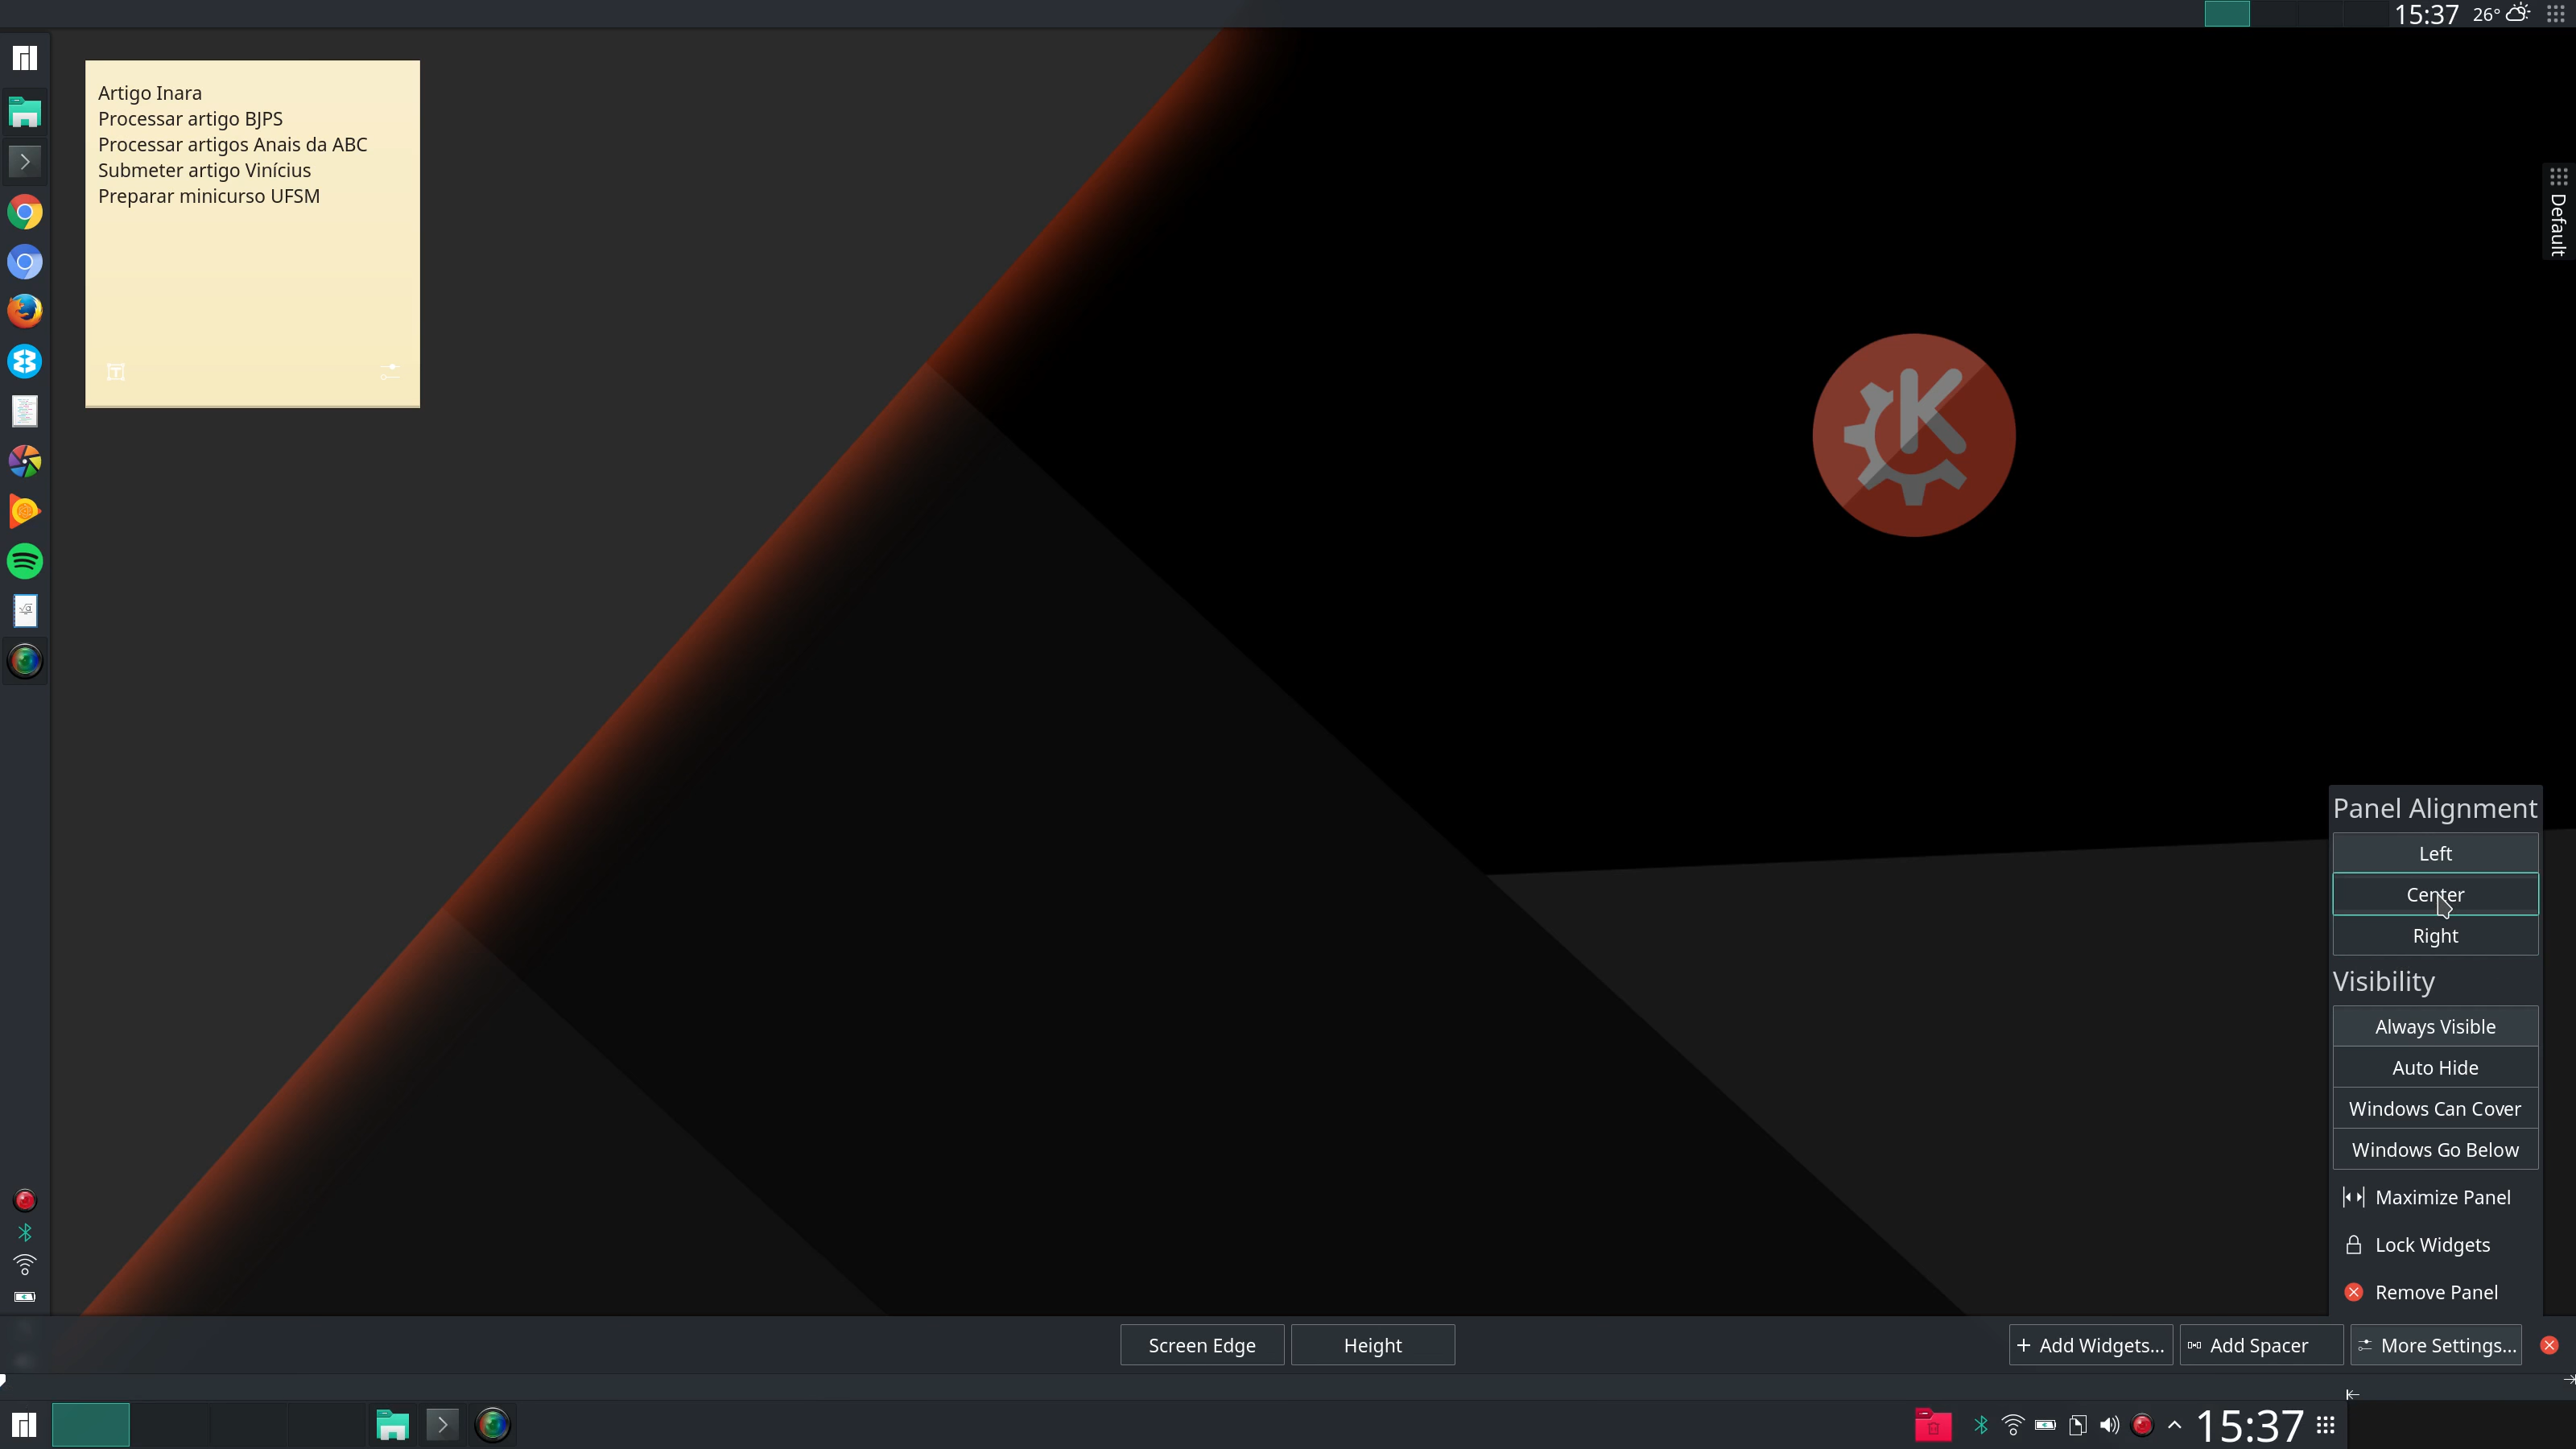 15:37 26°
Artigo Inara
Processar artigo BJPS
Processar artigos Anais da ABC
Submeter artigo Vinícius
Preparar minicurso UFSM
Default
Panel Alignment
Left
Center
Right
Visibility
Always Visible
Auto Hide
Windows Can Cover
Windows Go Below
Maximize Panel
Lock Widgets
Remove Panel
Screen Edge Height + Add Widgets... Add Spacer More Settings...
15:37